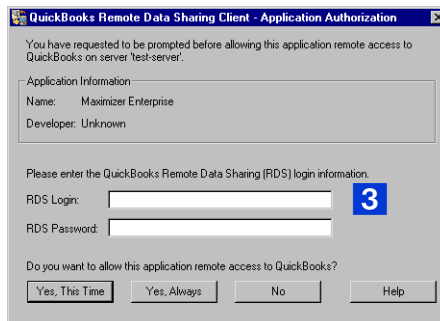 QuickBooks Remote Data Sharing Client - Application Authorization
You have requested to be prompted before allowing this application remote access to
QuickBooks on server 'test-server'.
Application Information
Name: Maximizer Enterprise
Developer: Unknown
Please enter the QuickBooks Remote Data Sharing (RDS) login information.
RDS Login:
3
RDS Password:
Do you want to allow this application remote access to QuickBooks?
Yes, This Time Yes, Always No Help